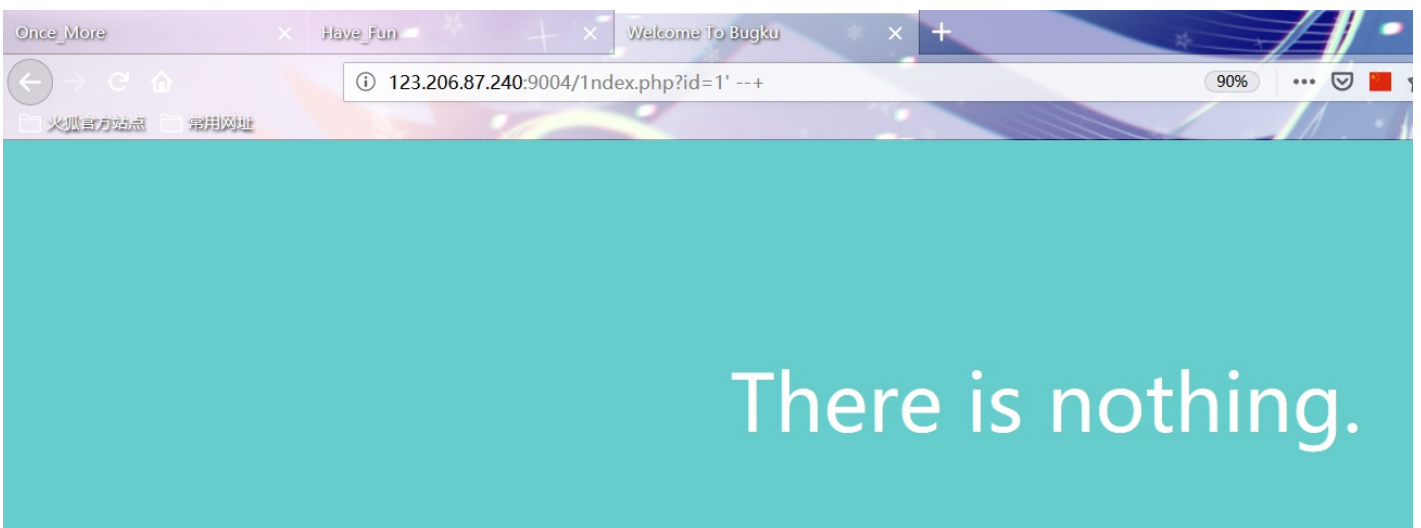 Once_More
Have_Fun
Welcome To Bugku
123.206.87.240:9004/1ndex.php?id=1' --+
90%
火狐官方站点 常用网址
There is nothing.